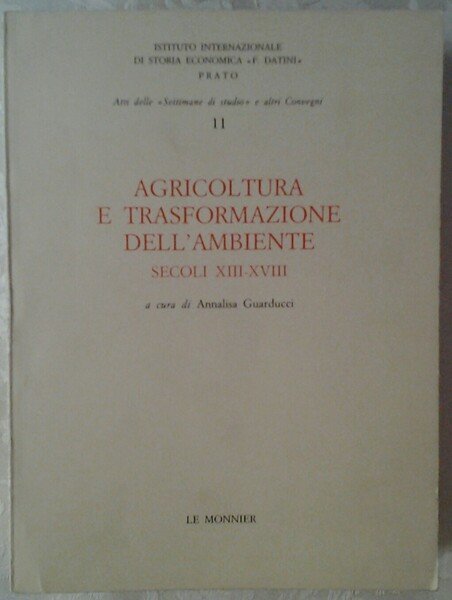 ISTITUTO INTERNAZIONALE
DI STORIA ECONOMICA «F. DATINI»
PRATO
Atti delle «Settimane di studio» e altri Convegni
11
AGRICOLTURA
E TRASFORMAZIONE
DELL'AMBIENTE
SECOLI XIII-XVIII
a cura di Annalisa Guarducci
LE MONNIER